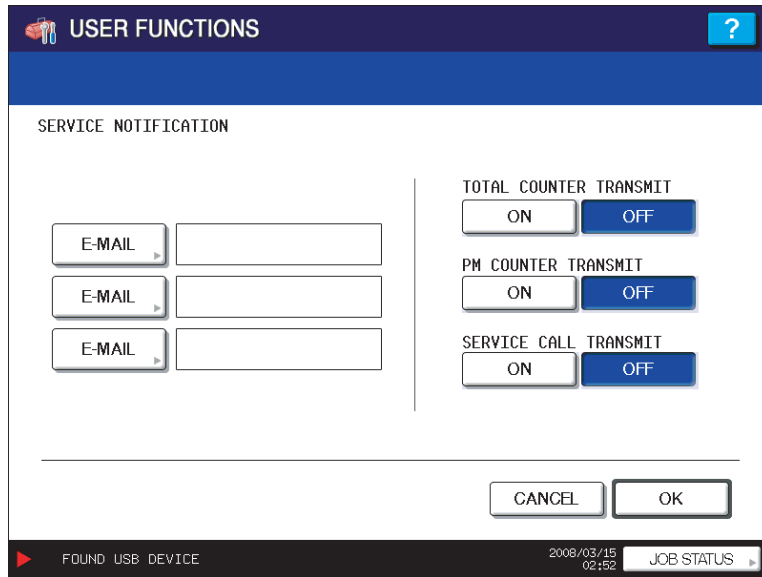 USER FUNCTIONS
?
SERVICE NOTIFICATION
E-MAIL
E-MAIL
E-MAIL
TOTAL COUNTER TRANSMIT
ON OFF
PM COUNTER TRANSMIT
ON OFF
SERVICE CALL TRANSMIT
ON OFF
CANCEL OK
FOUND USB DEVICE
2008/03/15
02:52
JOB STATUS